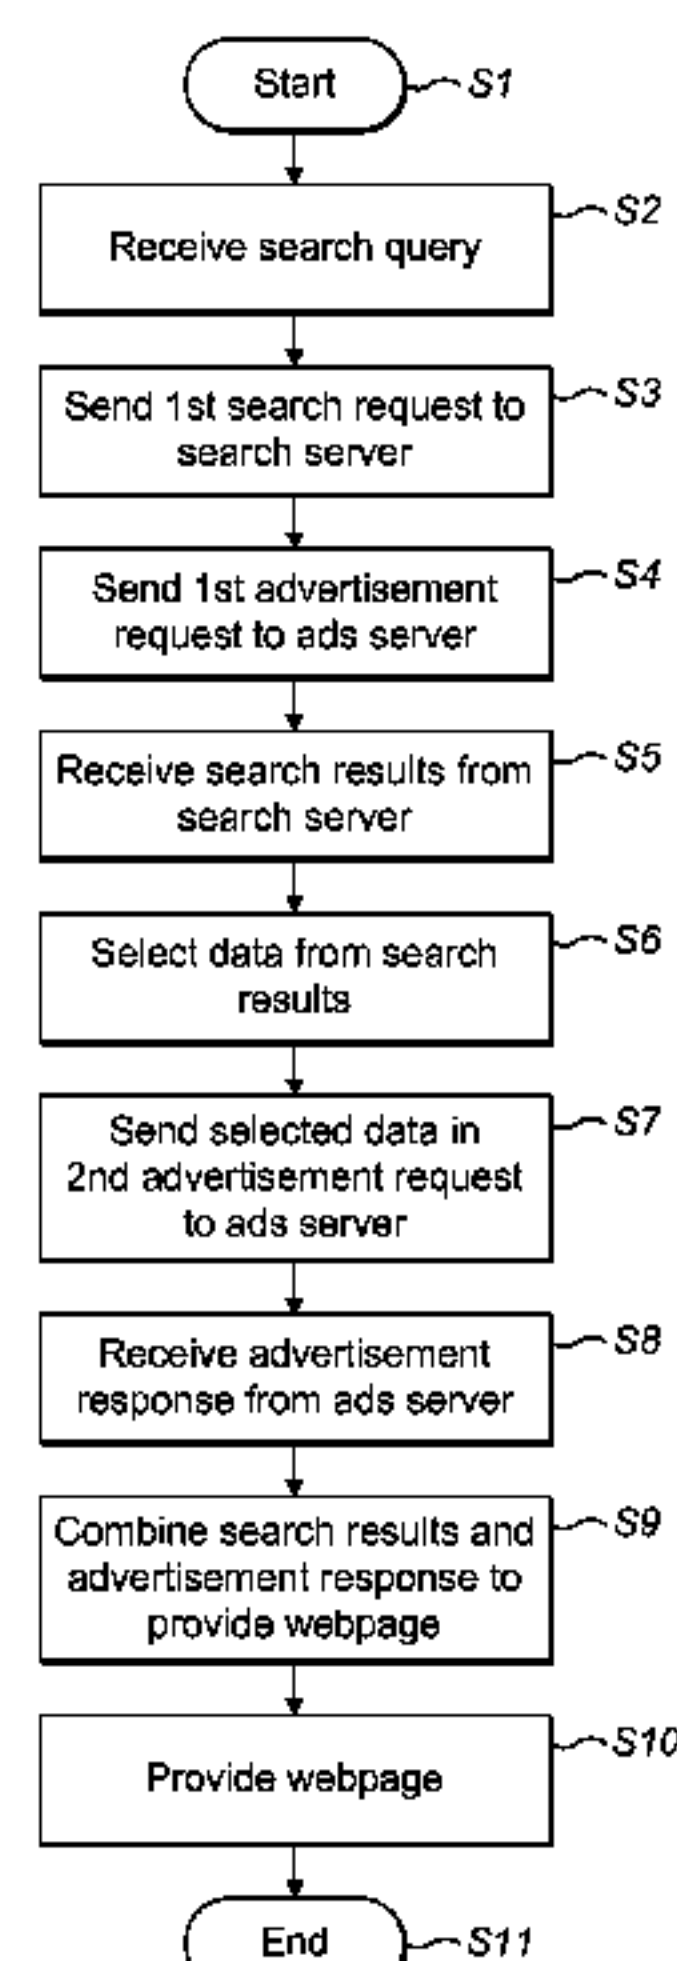 Start
S1
Receive search query
S2
Send 1st search request to
search server
S3
Send 1st advertisement
request to ads server
S4
Receive search results from
search server
S5
Select data from search
results
S6
Send selected data in
2nd advertisement request
to ads server
S7
Receive advertisement
response from ads server
S8
Combine search results and
advertisement response to
provide webpage
S9
Provide webpage
S10
End
S11